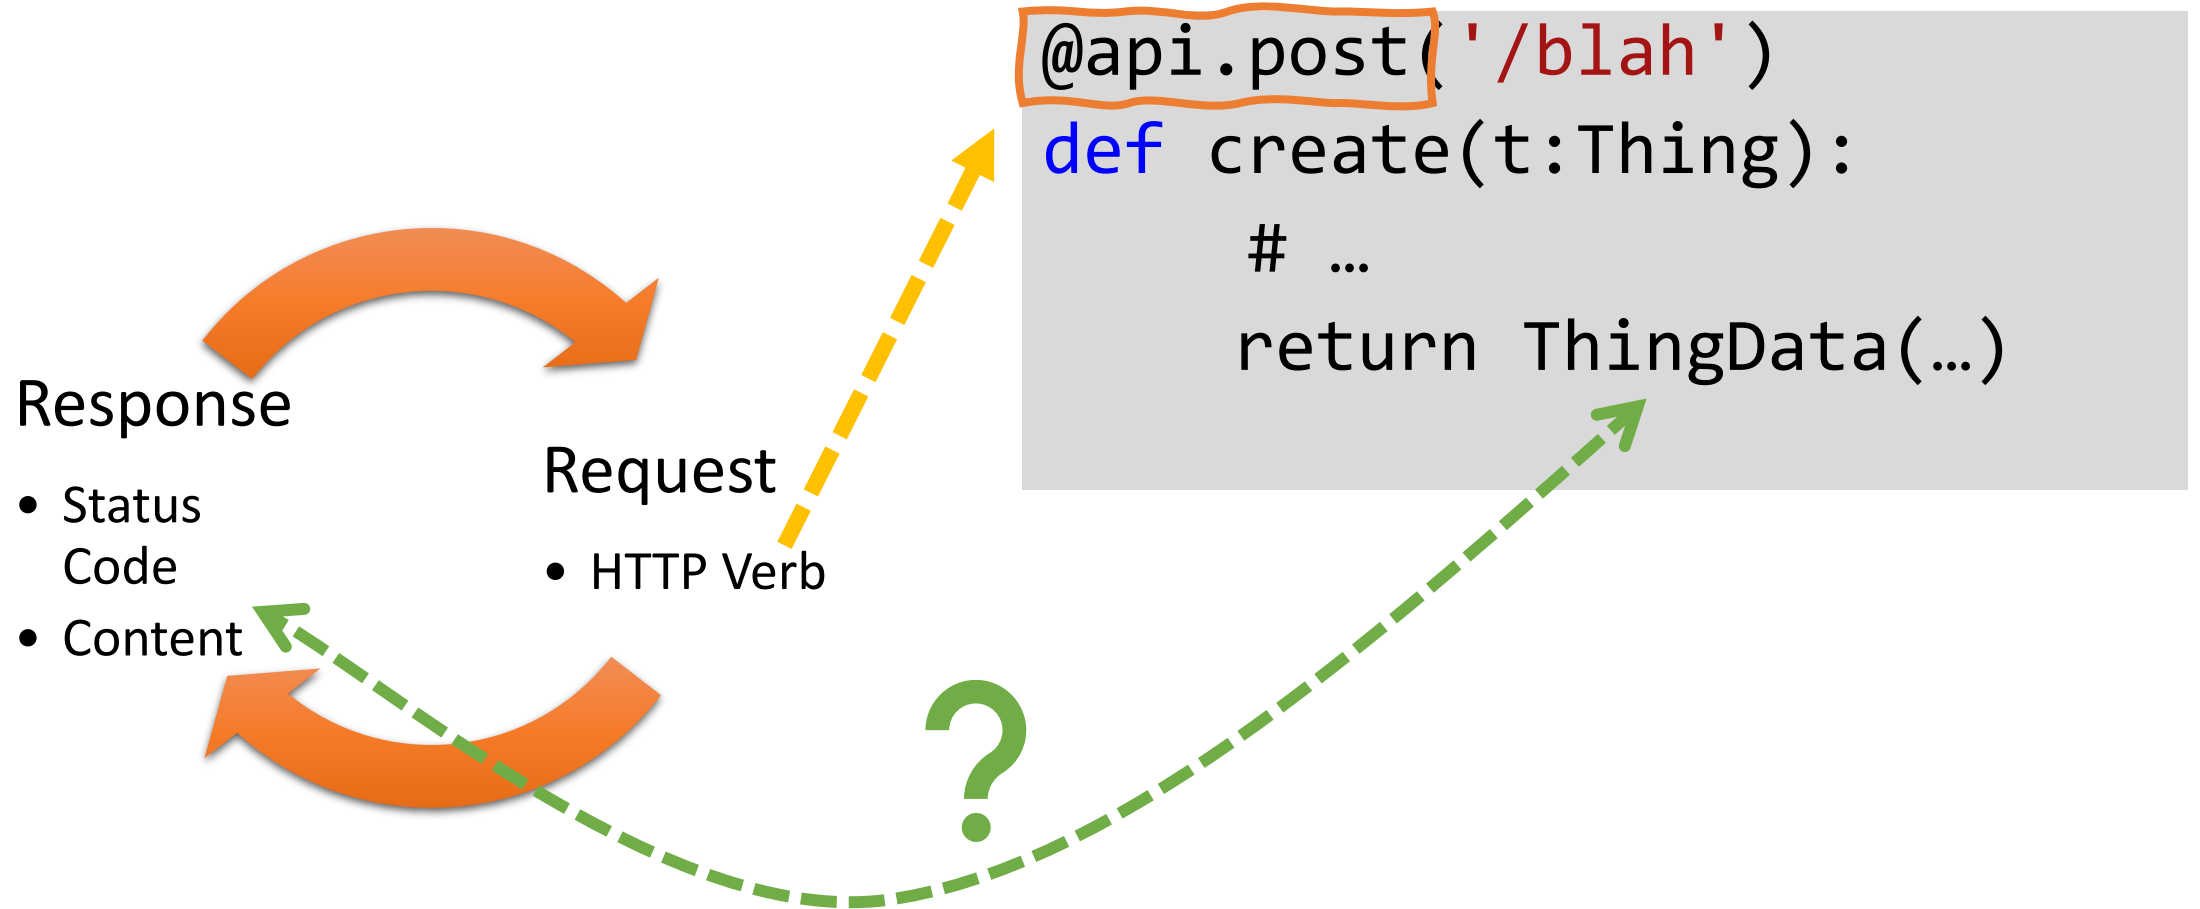 @api.post('/blah')
def create(t:Thing):
# …
return ThingData(…)
Response
• Status
Code
• Content
Request
• HTTP Verb
?